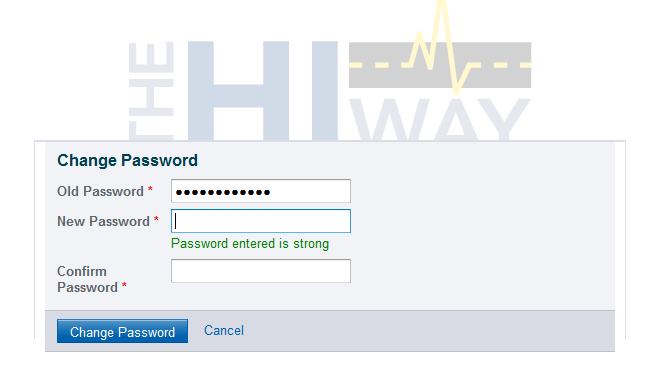 THE HI WAY
Change Password
Old Password * ●●●●●●●●●●●●
New Password *
Password entered is strong
Confirm
Password *
Change Password Cancel